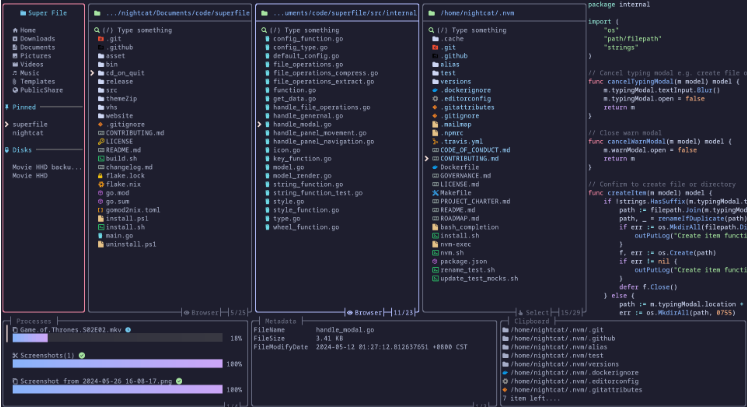 Super File
Home
Downloads
Documents
Pictures
Videos
Music
Templates
PublicShare
Pinned
superfile
nightcat
Disks
Movie HHD backu...
Movie HHD
.../nightcat/Documents/code/superfile
(/) Type something
.git
.github
asset
bin
cd_on_quit
release
src
theme2ip
vhs
website
.gitignore
CONTRIBUTING.md
LICENSE
README.md
build.sh
changelog.md
flake.lock
flake.nix
go.mod
go.sum
gomod2nix.toml
install.ps1
install.sh
main.go
uninstall.ps1
Browser
5/25
...uments/code/superfile/src/internal
(/) Type something
config_function.go
config_type.go
default_config.go
file_operations.go
file_operations_compress.go
file_operations_extract.go
function.go
get_data.go
handle_file_operations.go
handle_genernal.go
handle_modal.go
handle_panel_movement.go
handle_panel_navigation.go
icon.go
key_function.go
model.go
model_render.go
string_function.go
string_function_test.go
style.go
style_function.go
type.go
wheel_function.go
Browser
11/23
/home/nightcat/.nvm
(/) Type something
.cache
.git
.github
alias
test
versions
.dockerignore
.editorconfig
.gitattributes
.gitignore
.mailmap
.npmrc
.travis.yml
CODE_OF_CONDUCT.md
CONTRIBUTING.md
Dockerfile
GOVERNANCE.md
LICENSE.md
Makefile
PROJECT_CHARTER.md
README.md
ROADMAP.md
bash_completion
install.sh
nvm-exec
nvm.sh
package.json
rename_test.sh
update_test_mocks.sh
Select
15/29
package internal
import (
"os"
"path/filepath"
"strings"
)
// Cancel typing modal e.g. create file
func cancelTypingModal(m model) model {
m.typingModal.textInput.Blur()
m.typingModal.open = false
return m
}
// Close warn modal
func cancelWarnModal(m model) model {
m.warnModal.open = false
return m
}
// Confirm to create file or directory
func createItem(m model) model {
if !strings.HasSuffix(m.typingModal.t
path := filepath.Join(m.typingMod
path, _ = renameIfDuplicate(path)
if err := os.MkdirAll(filepath.Di
outPutLog("Create item functi
}
f, err := os.Create(path)
if err != nil {
outPutLog("Create item functi
}
defer f.Close()
} else {
path := m.typingModal.location +
err := os.MkdirAll(path, 0755)
Processes
Game.of.Thrones.S02E02.mkv
18%
Screenshots(1)
100%
Screenshot from 2024-05-26 16-08-17.png
100%
Metadata
FileName handle_modal.go
FileSize 3.41 KB
FileModifyDate 2024-05-12 01:27:12.812637651 +0800 CST
Clipboard
/home/nightcat/.nvm/.git
/home/nightcat/.nvm/.github
/home/nightcat/.nvm/alias
/home/nightcat/.nvm/test
/home/nightcat/.nvm/versions
/home/nightcat/.nvm/.dockerignore
/home/nightcat/.nvm/.editorconfig
/home/nightcat/.nvm/.gitattributes
7 item left....